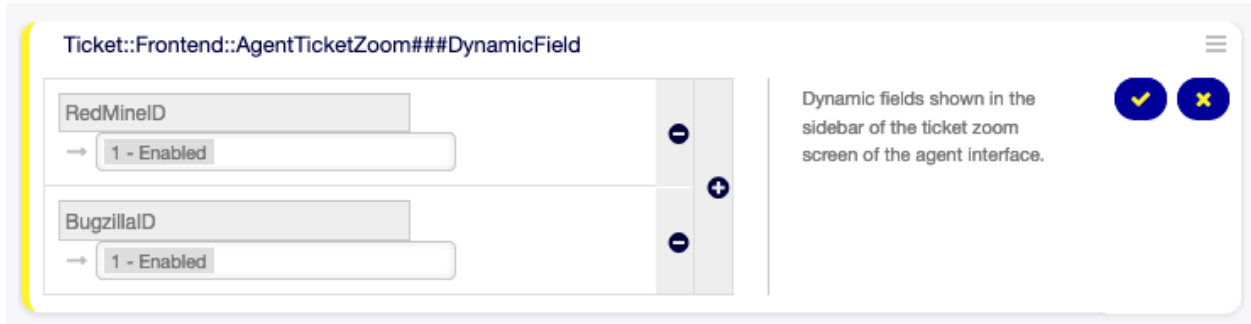 Ticket::Frontend::AgentTicketZoom###DynamicField
RedMineID
1 - Enabled
BugzillaID
1 - Enabled
Dynamic fields shown in the
sidebar of the ticket zoom
screen of the agent interface.